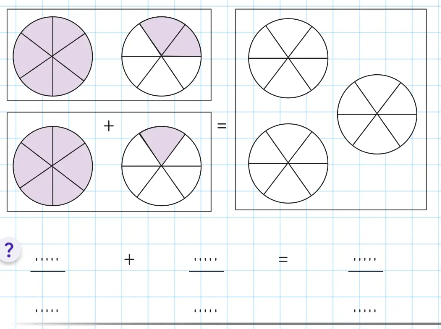 + =
? ..... + ..... = .....
..... ..... .....